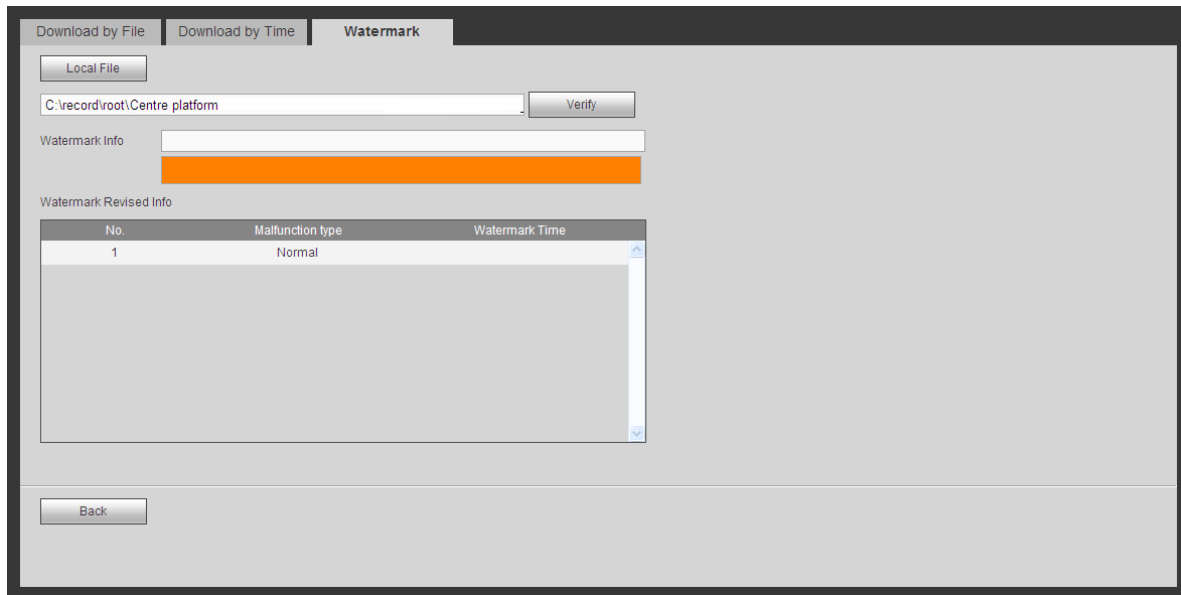 Download by File Download by Time Watermark
Local File
C:\record\root\Centre platform Verify
Watermark Info
Watermark Revised Info
No. Malfunction type Watermark Time
1 Normal
Back